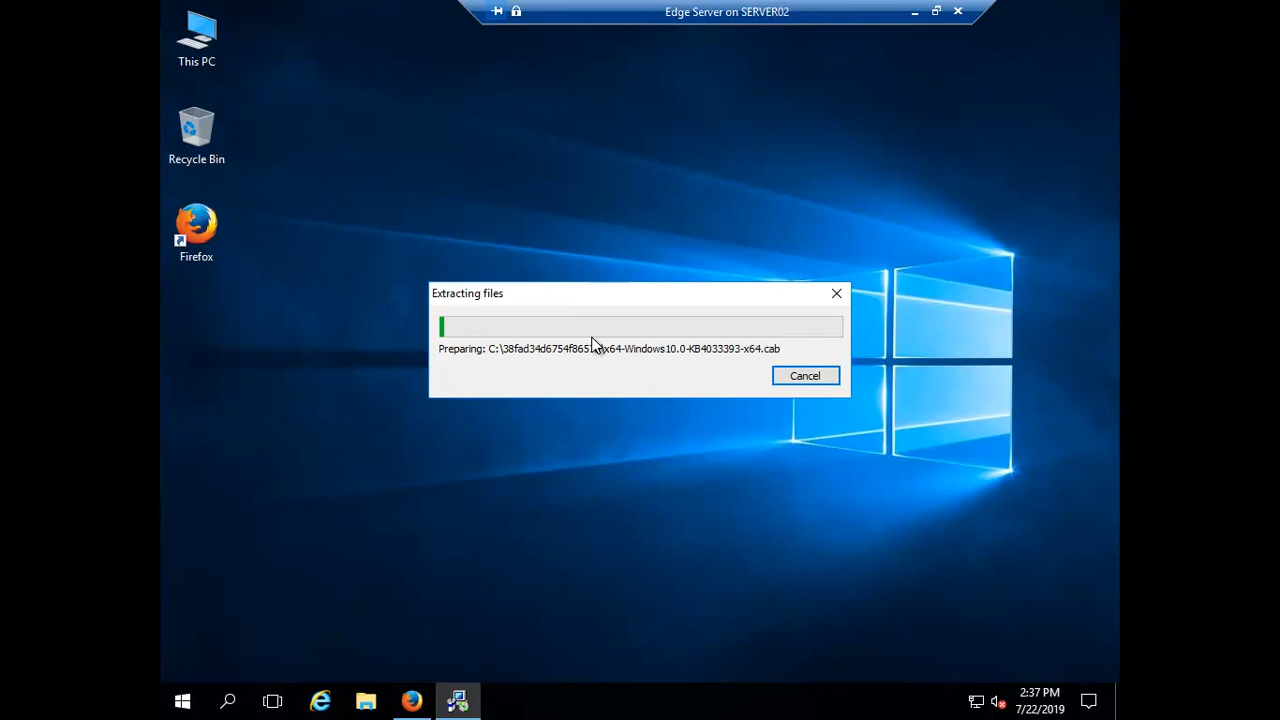 Edge Server on SERVER02
This PC
Recycle Bin
Firefox
Extracting files
Preparing: C:\38fad34d6754f865 x64-Windows10.0-KB4033393-x64.cab
Cancel
2:37 PM
7/22/2019